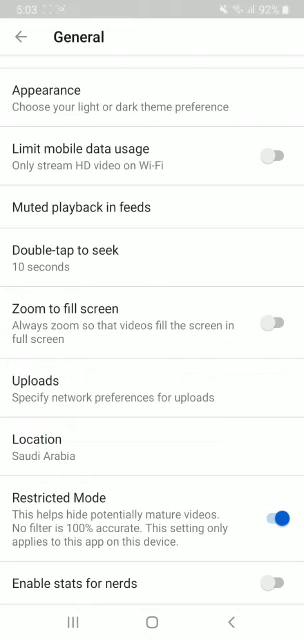 5:03 92%
General
Appearance
Choose your light or dark theme preference
Limit mobile data usage
Only stream HD video on Wi-Fi
Muted playback in feeds
Double-tap to seek
10 seconds
Zoom to fill screen
Always zoom so that videos fill the screen in
full screen
Uploads
Specify network preferences for uploads
Location
Saudi Arabia
Restricted Mode
This helps hide potentially mature videos.
No filter is 100% accurate. This setting only
applies to this app on this device.
Enable stats for nerds